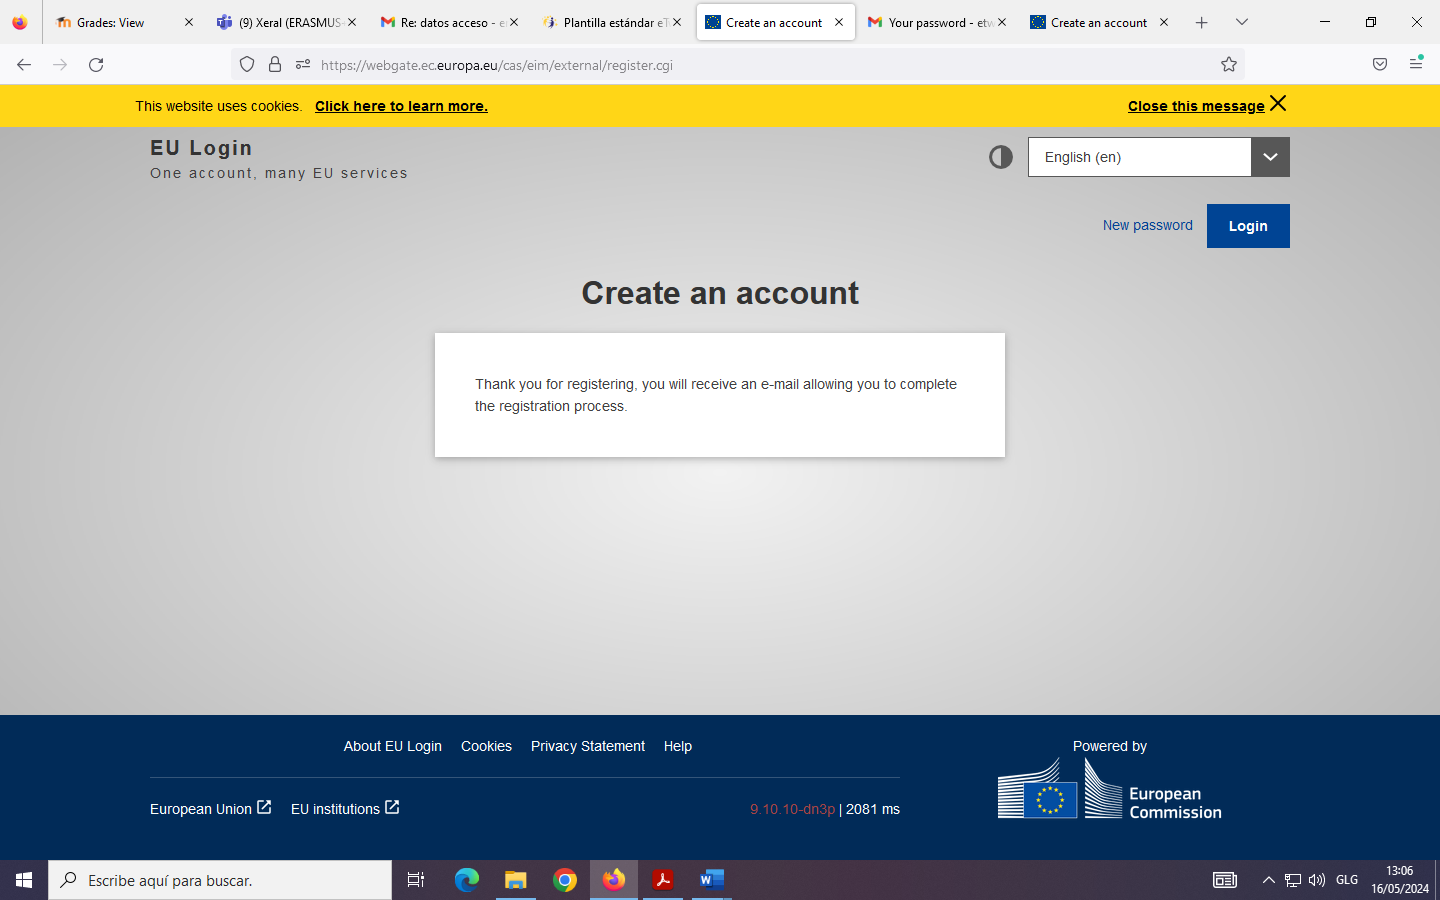 Grades: View
(9) Xeral (ERASMUS+
Re: datos acceso - e
Plantilla estándar eT
Create an account
Your password - etw
Create an account
https://webgate.ec.europa.eu/cas/eim/external/register.cgi
This website uses cookies. Click here to learn more.
Close this message
EU Login
One account, many EU services
English (en)
New password
Login
Create an account
Thank you for registering, you will receive an e-mail allowing you to complete
the registration process.
About EU Login Cookies Privacy Statement Help
Powered by
European Union EU institutions
9.10.10-dn3p | 2081 ms
European
Commission
Escribe aquí para buscar.
GLG
13:06
16/05/2024